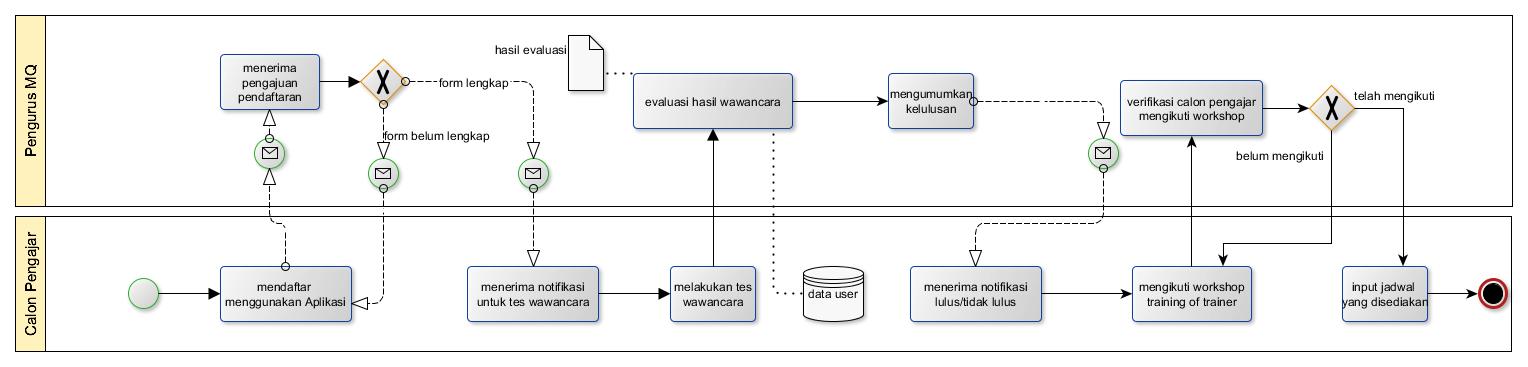 Pengurus MQ
menerima
pengajuan
pendaftaran
form lengkap
form belum lengkap
hasil evaluasi
evaluasi hasil wawancara
mengumumkan
kelulusan
verifikasi calon pengajar
mengikuti workshop
telah mengikuti
belum mengikuti
Calon Pengajar
mendaftar
menggunakan Aplikasi
menerima notifikasi
untuk tes wawancara
melakukan tes
wawancara
data user
menerima notifikasi
lulus/tidak lulus
mengikuti workshop
training of trainer
input jadwal
yang disediakan